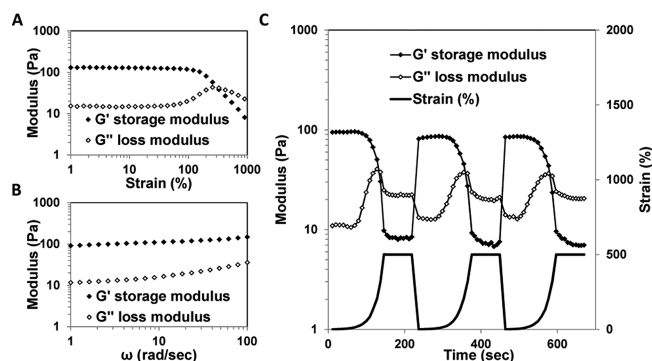 A
1000
100
10
1
Modulus (Pa)
G' storage modulus
G'' loss modulus
1 10 100 1000
Strain (%)
B
1000
100
10
1
Modulus (Pa)
G' storage modulus
G'' loss modulus
1 10 100
ω (rad/sec)
C
1000
100
10
1
Modulus (Pa)
G' storage modulus
G'' loss modulus
Strain (%)
2000
1500
1000
500
0
Strain (%)
0 200 400 600 800
Time (sec)